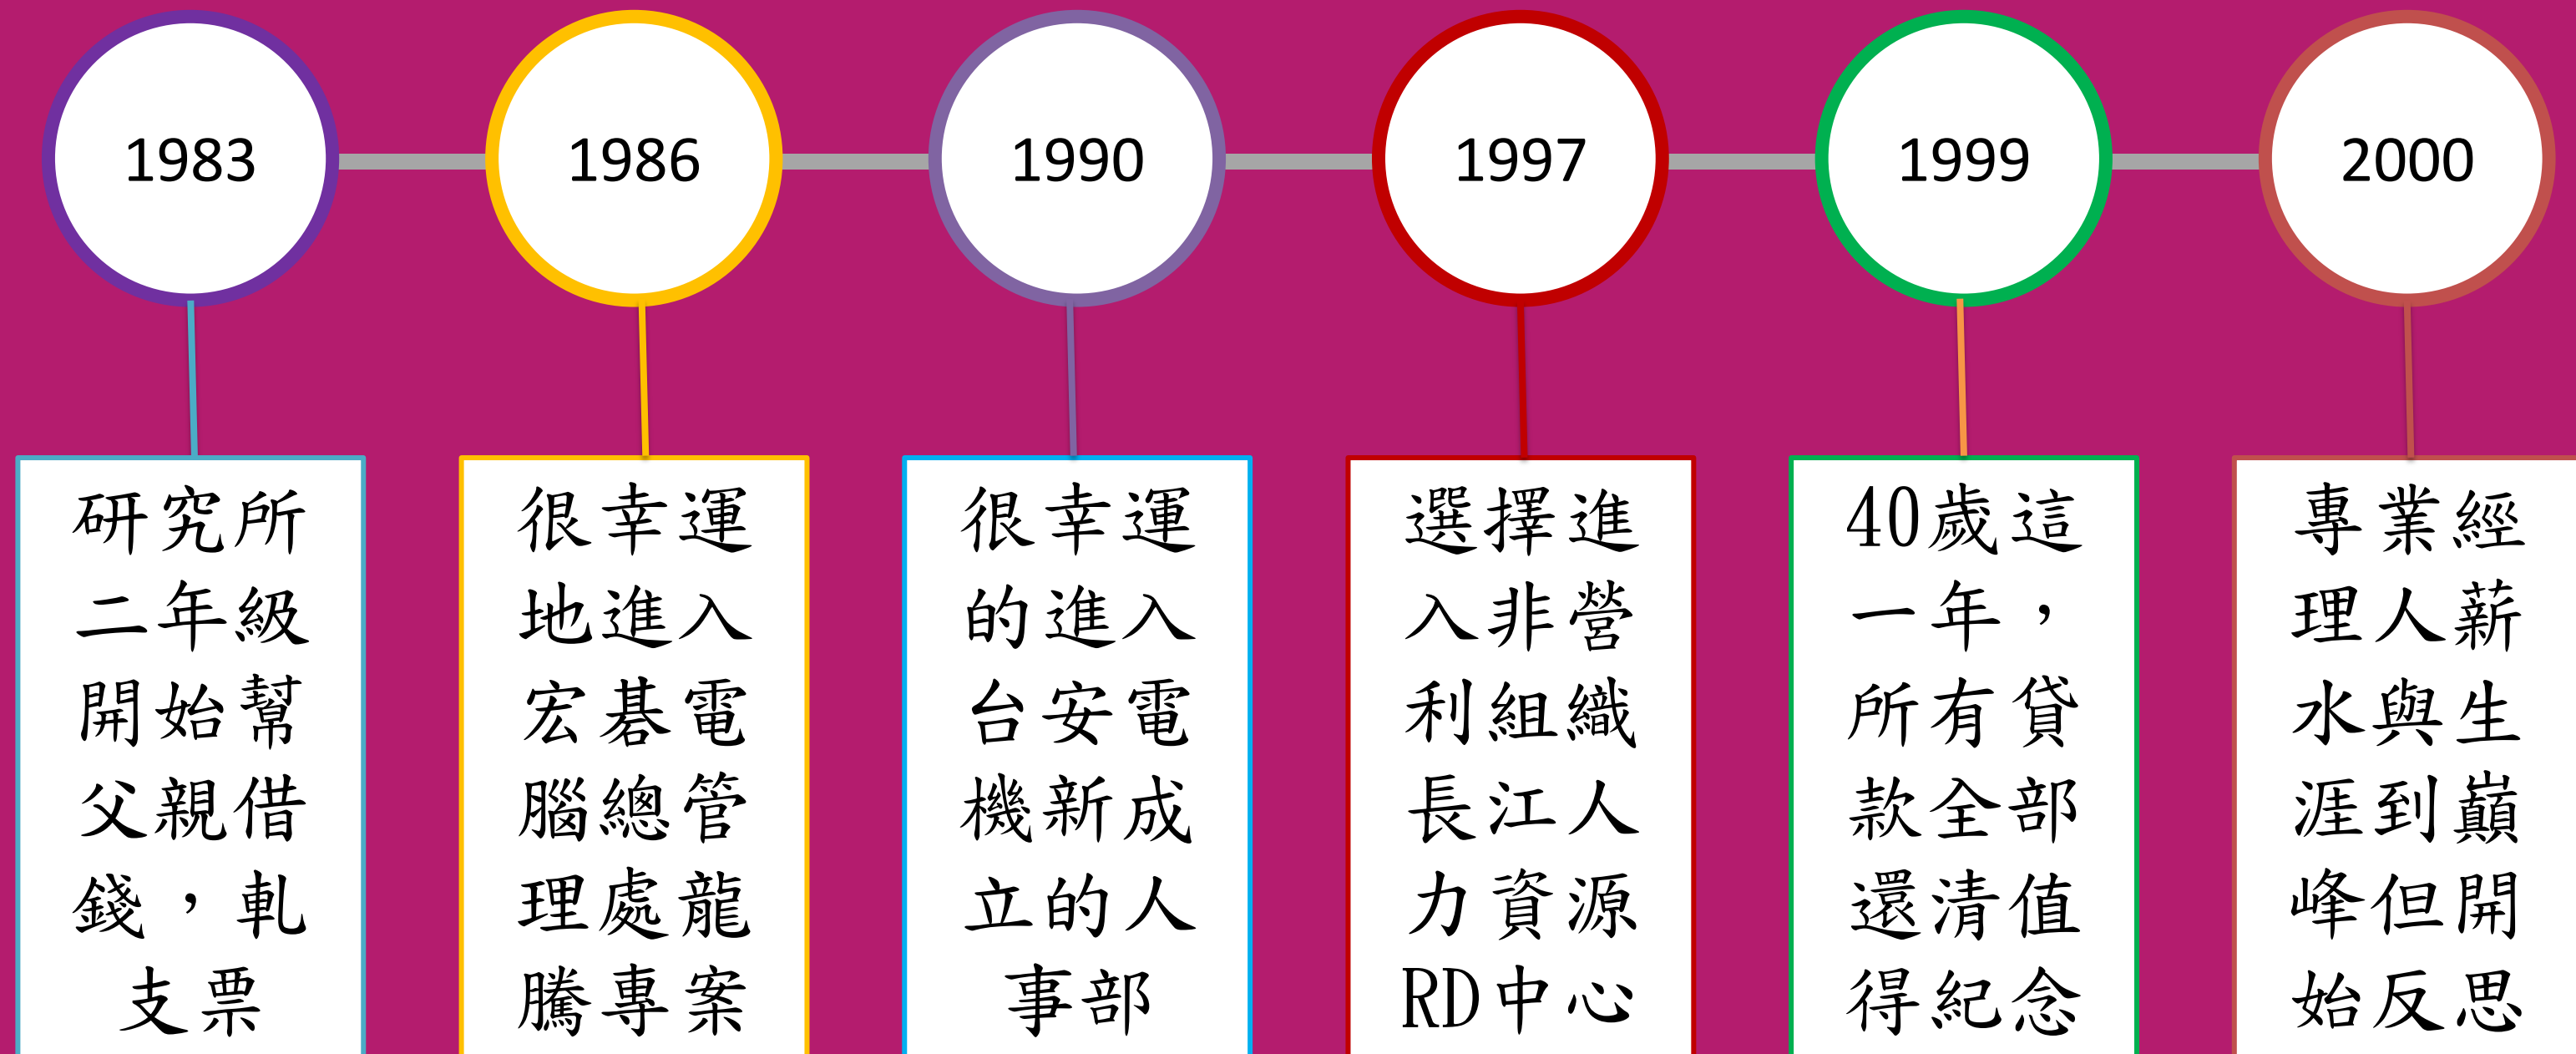 1983
1986
1990
1997
1999
2000
研究所
二年級
開始幫
父親借
錢，軋
支票
很幸運
地進入
宏碁電
腦總管
理處龍
騰專案
很幸運
的進入
台安電
機新成
立的人
事部
選擇進
入非營
利組織
長江人
力資源
RD中心
40歲這
一年，
所有貸
款全部
還清值
得紀念
專業經
理人薪
水與生
涯到巔
峰但開
始反思